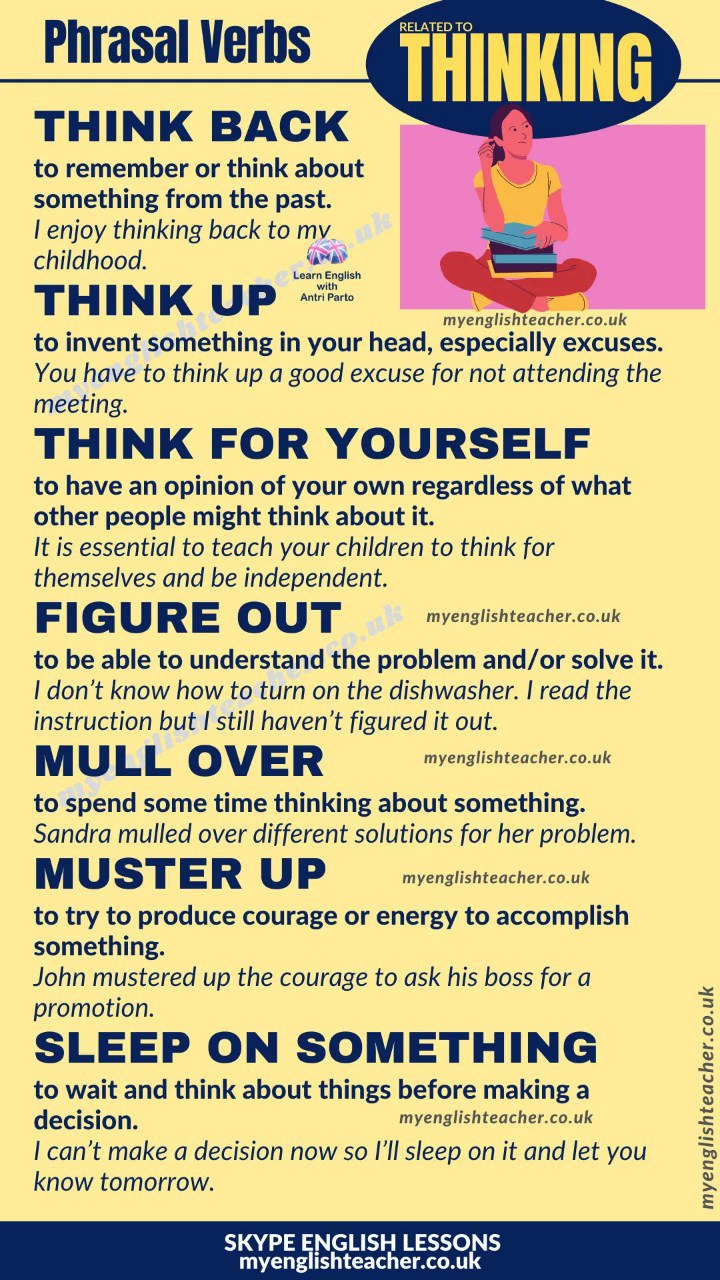 Phrasal Verbs
RELATED TO
THINKING
THINK BACK
to remember or think about
something from the past.
I enjoy thinking back to my
childhood.
Learn English
with
Antri Parto
myenglishteacher.co.uk
THINK UP
myenglishteacher.co.uk
to invent something in your head, especially excuses.
You have to think up a good excuse for not attending the
meeting.
THINK FOR YOURSELF
to have an opinion of your own regardless of what
other people might think about it.
It is essential to teach your children to think for
themselves and be independent.
FIGURE OUT
myenglishteacher.co.uk
to be able to understand the problem and/or solve it.
I don't know how to turn on the dishwasher. I read the
instruction but I still haven't figured it out.
myenglishteacher.co.uk
MULL OVER
myenglishteacher.co.uk
to spend some time thinking about something.
Sandra mulled over different solutions for her problem.
MUSTER UP
myenglishteacher.co.uk
to try to produce courage or energy to accomplish
something.
John mustered up the courage to ask his boss for a
promotion.
SLEEP ON SOMETHING
to wait and think about things before making a
decision.
myenglishteacher.co.uk
I can't make a decision now so I'll sleep on it and let you
know tomorrow.
myenglishteacher.co.uk
SKYPE ENGLISH LESSONS
myenglishteacher.co.uk